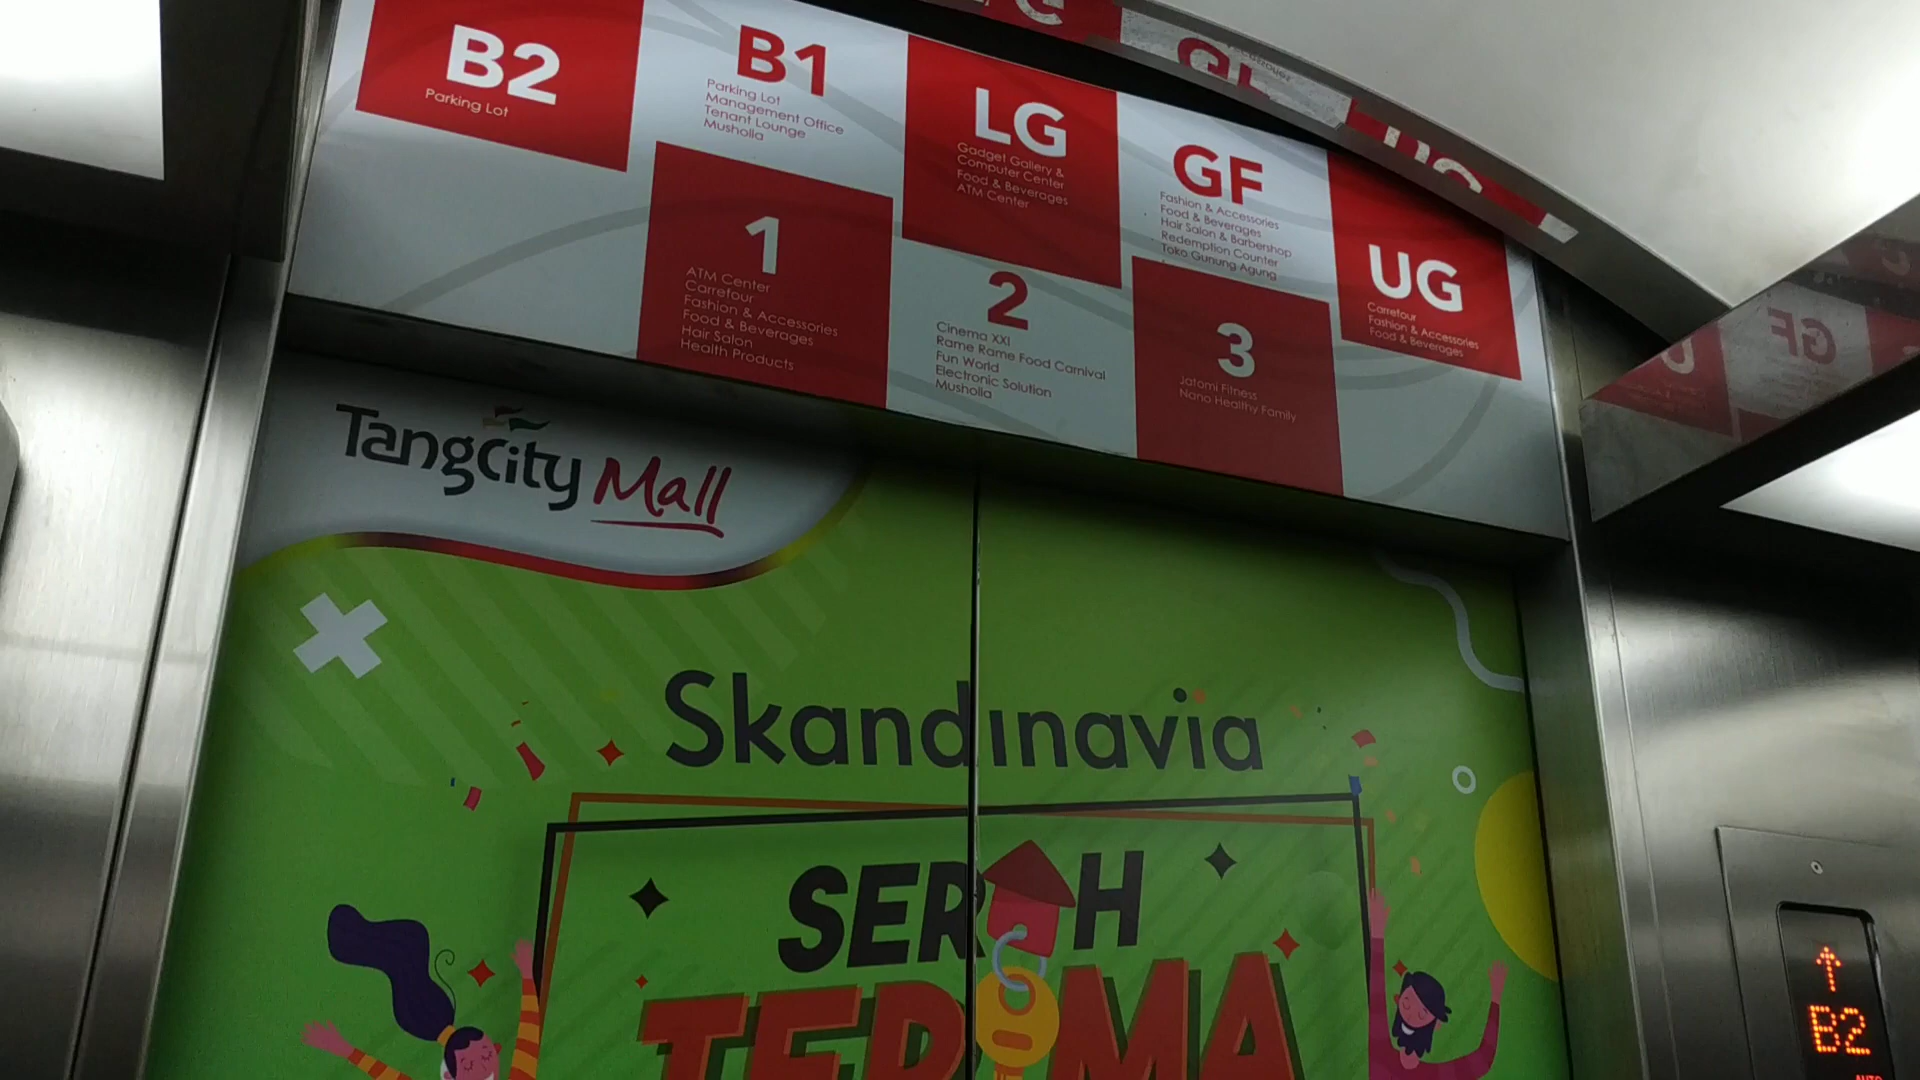 B2
Parking Lot
B1
Parking Lot
Management Office
Tenant Lounge
Musholla
LG
Gadget Gallery &
Computer Center
Food & Beverages
ATM Center
GF
Fashion & Accessories
Food & Beverages
Hair Salon & Barbershop
Redemption Counter
Toko Gunung Agung
UG
Carrefour
Fashion & Accessories
Food & Beverages
1
ATM Center
Carrefour
Fashion & Accessories
Food & Beverages
Hair Salon
Health Products
2
Cinema XXI
Rame Rame Food Carnival
Fun World
Electronic Solution
Musholla
3
Jatomi Fitness
Nano Healthy Family
TangCity Mall
Skandinavia
SERAH
TERIMA
B2